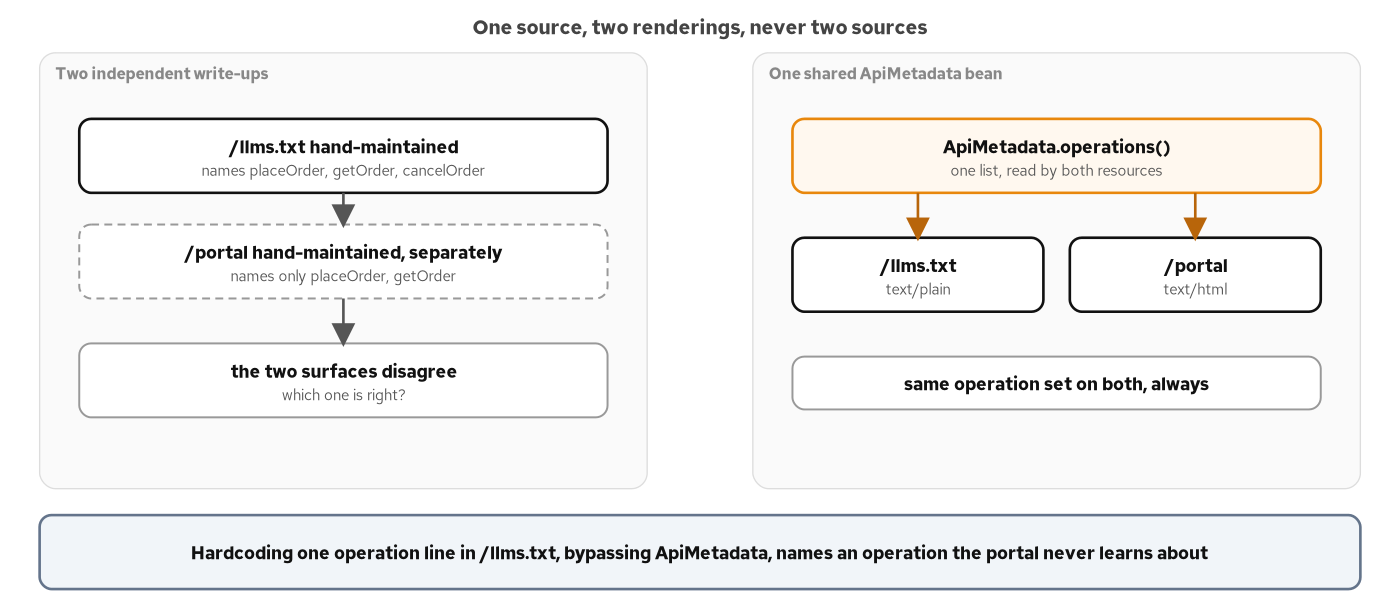 One source, two renderings, never two sources
Two independent write-ups
/llms.txt hand-maintained
names placeOrder, getOrder, cancelOrder
/portal hand-maintained, separately
names only placeOrder, getOrder
the two surfaces disagree
which one is right?
One shared ApiMetadata bean
ApiMetadata.operations()
one list, read by both resources
/llms.txt
text/plain
/portal
text/html
same operation set on both, always
Hardcoding one operation line in /llms.txt, bypassing ApiMetadata, names an operation the portal never learns about